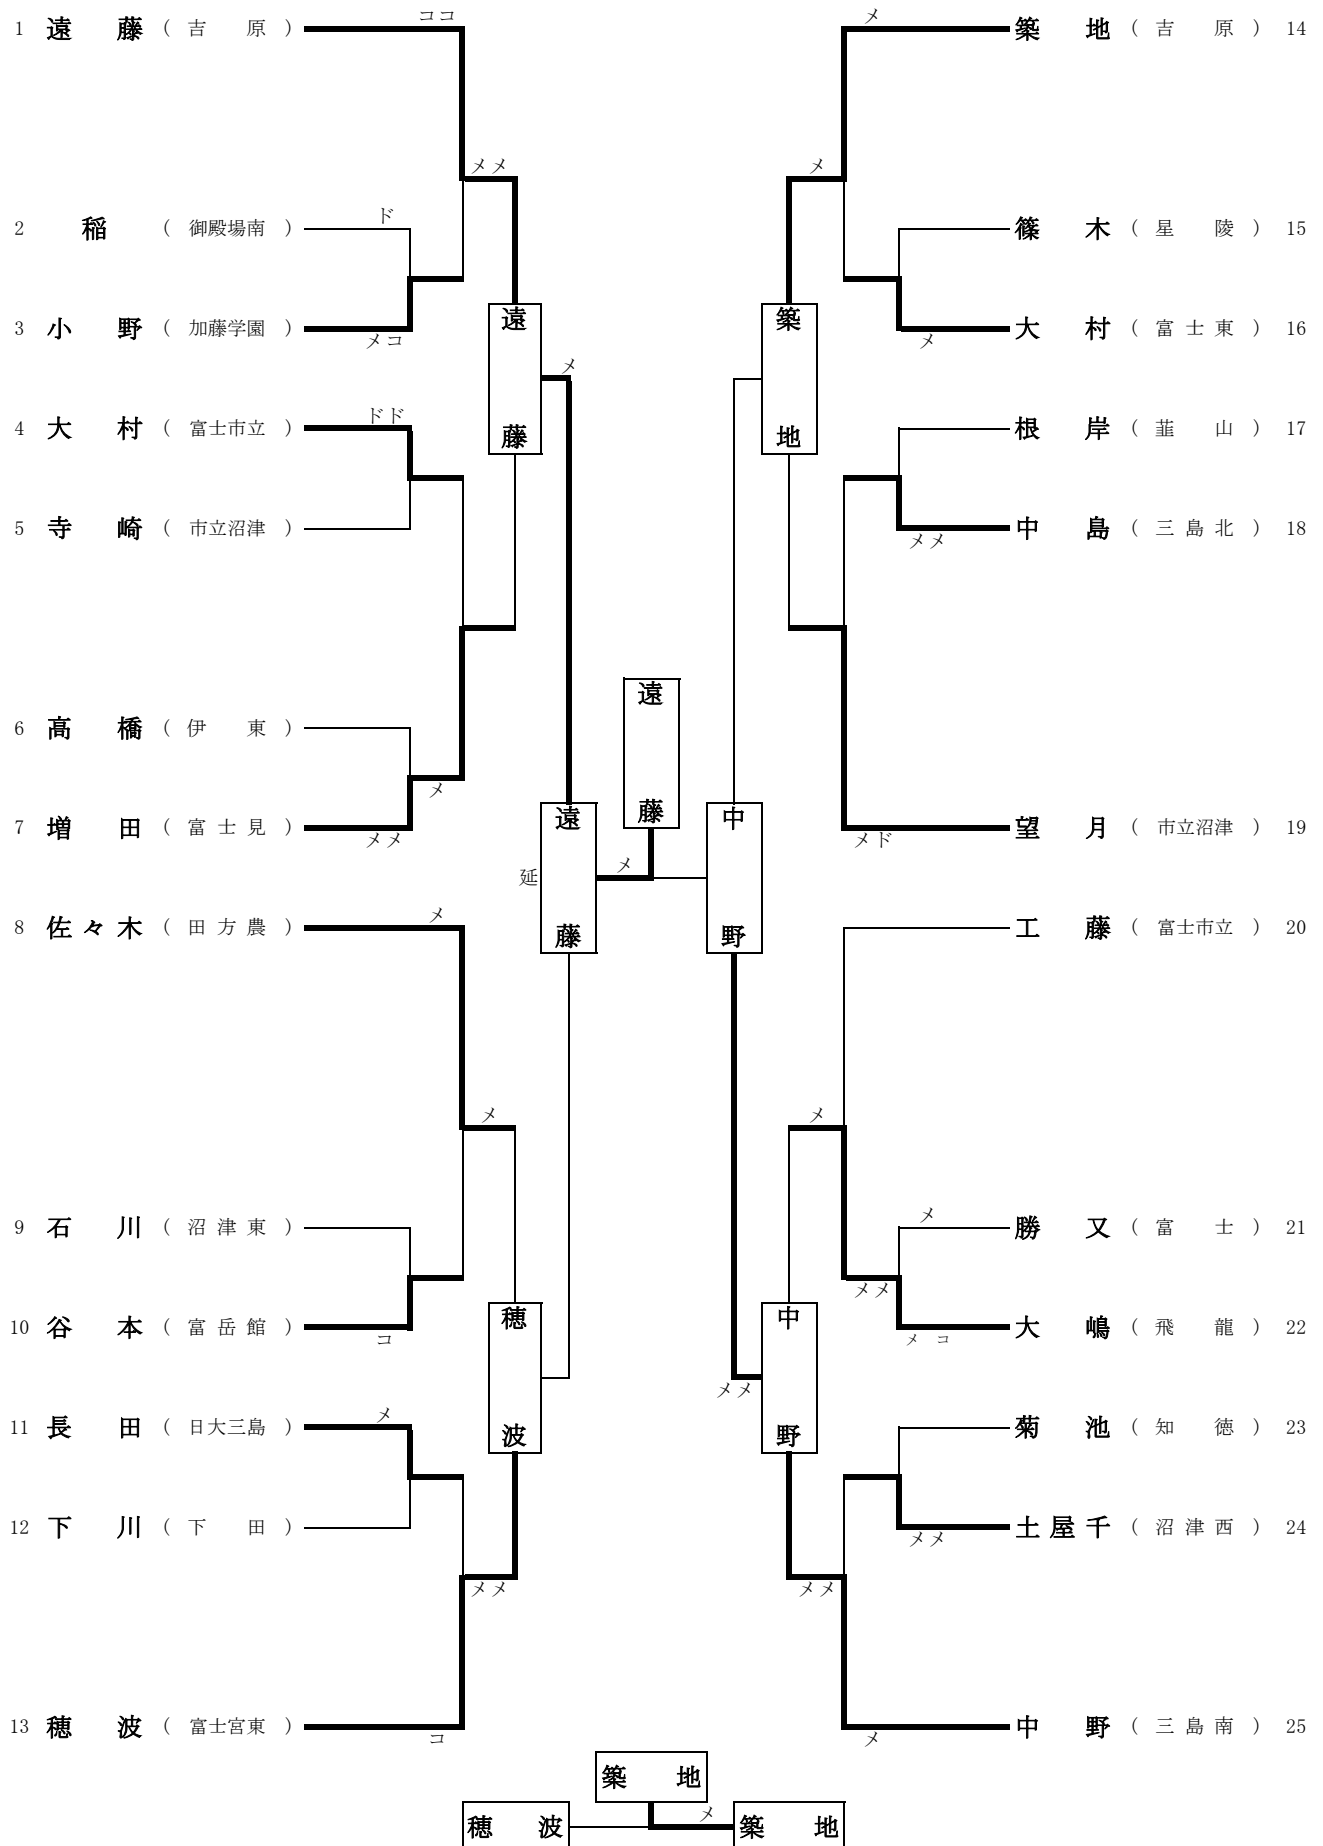 ココ
メ
1 遠 藤 ( 吉 原 )
築 地 ( 吉 原 ) 14
メメ
メ
2 稲 ( 御殿場南 )
ド
篠 木 ( 星 陵 ) 15
遠 藤
築 地
3 小 野 ( 加藤学園 )
メコ
大 村 ( 富 士 東 ) 16
メ
メ
4 大 村 ( 富士市立 )
ドド
根 岸 ( 韮 山 ) 17
5 寺 崎 ( 市立沼津 )
中 島 ( 三 島 北 ) 18
メメ
遠 藤
6 高 橋 ( 伊 東 )
メ
7 増 田 ( 富 士 見 )
メメ
遠 藤
中 野
望 月 ( 市立沼津 ) 19
メド
延
メ
8 佐々木 ( 田 方 農 )
メ
工 藤 ( 富士市立 ) 20
メ
メ
9 石 川 ( 沼 津 東 )
メ
勝 又 ( 富 士 ) 21
メメ
穂 波
中 野
10 谷 本 ( 富 岳 館 )
コ
大 嶋 ( 飛 龍 ) 22
メ コ
メメ
11 長 田 ( 日大三島 )
メ
菊 池 ( 知 徳 ) 23
12 下 川 ( 下 田 )
土屋千 ( 沼 津 西 ) 24
メメ
メメ
メメ
13 穂 波 ( 富士宮東 )
コ
中 野 ( 三 島 南 ) 25
メ
築 地
穂 波
メ
築 地